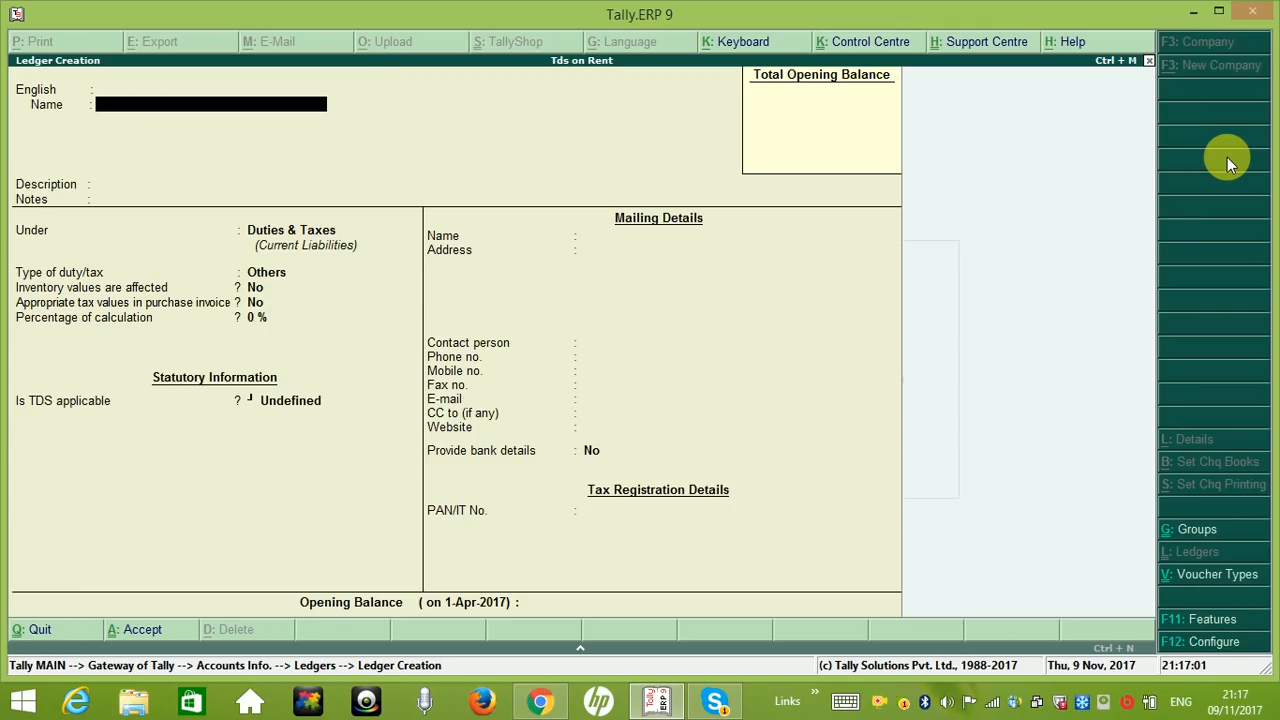 Tally.ERP 9
P: Print E: Export M: E-Mail O: Upload S: TallyShop G: Language K: Keyboard K: Control Centre H: Support Centre H: Help
F3: Company
Ledger Creation Tds on Rent Ctrl + M
F3: New Company
Total Opening Balance
English :
Name :
Description :
Notes :
Under : Duties & Taxes
(Current Liabilities)
Type of duty/tax : Others
Inventory values are affected ? No
Appropriate tax values in purchase invoice ? No
Percentage of calculation ? 0 %
Statutory Information
Is TDS applicable ? ┘ Undefined
Mailing Details
Name :
Address :
Contact person :
Phone no. :
Mobile no. :
Fax no. :
E-mail :
CC to (if any) :
Website :
Provide bank details : No
Tax Registration Details
PAN/IT No. :
Opening Balance ( on 1-Apr-2017) :
L: Details
B: Set Chq Books
S: Set Chq Printing
G: Groups
L: Ledgers
V: Voucher Types
F11: Features
F12: Configure
Q: Quit A: Accept D: Delete
Ctrl + N
Tally MAIN --> Gateway of Tally --> Accounts Info. --> Ledgers --> Ledger Creation (c) Tally Solutions Pvt. Ltd., 1988-2017 Thu, 9 Nov, 2017 21:17:01
Links » ENG 21:17
09/11/2017